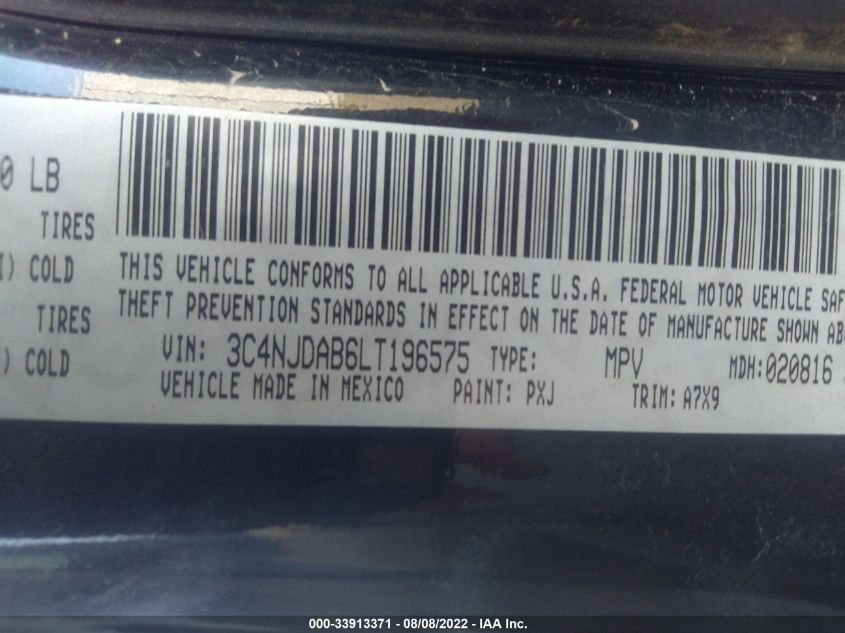 0 LB
TIRES
I) COLD
TIRES
) COLD
THIS VEHICLE CONFORMS TO ALL APPLICABLE U.S.A. FEDERAL MOTOR VEHICLE SAF
THEFT PREVENTION STANDARDS IN EFFECT ON THE DATE OF MANUFACTURE SHOWN AB
VIN: 3C4NJDAB6LT196575 TYPE: MPV MDH:020816
VEHICLE MADE IN MEXICO PAINT: PXJ TRIM: A7X9
000-33913371 - 08/08/2022 - IAA Inc.